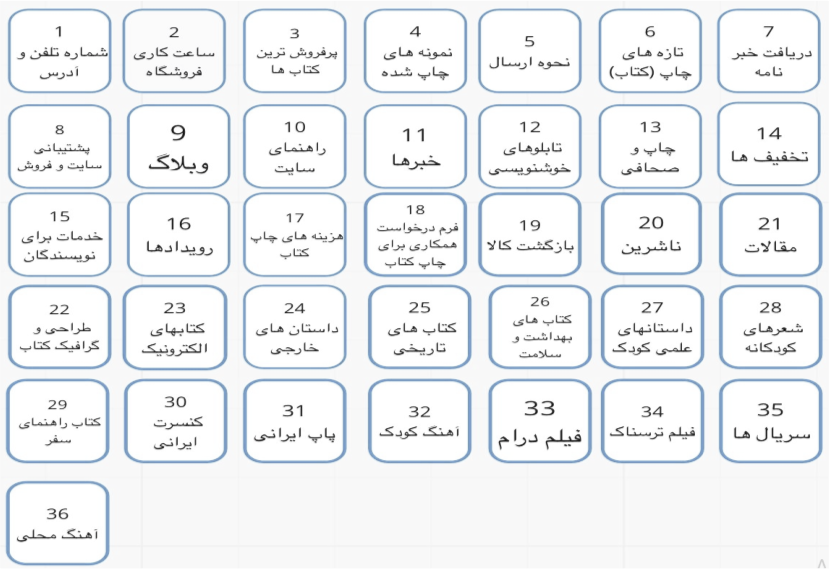 1
شماره تلفن و
آدرس
2
ساعت کاری
فروشگاه
3
پرفروش ترین
کتاب ها
4
نمونه های
چاپ شده
5
نحوه ارسال
6
تازه های
چاپ (کتاب)
7
دریافت خبر
نامه
8
پشتیبانی
سایت و فروش
9
وبلاگ
10
راهنمای
سایت
11
خبرها
12
تابلوهای
خوشنویسی
13
چاپ و
صحافی
14
تخفیف ها
15
خدمات برای
نویسندگان
16
رویدادها
17
هزینه های چاپ
کتاب
18
فرم درخواست
همکاری برای
چاپ کتاب
19
بازگشت کالا
20
ناشرین
21
مقالات
22
طراحی و
گرافیک کتاب
23
کتابهای
الکترونیک
24
داستان های
خارجی
25
کتاب های
تاریخی
26
کتاب های
بهداشت و
سلامت
27
داستانهای
علمی کودک
28
شعرهای
کودکانه
29
کتاب راهنمای
سفر
30
کنسرت
ایرانی
31
پاپ ایرانی
32
آهنگ کودک
33
فیلم درام
34
فیلم ترسناک
35
سریال ها
36
آهنگ محلی